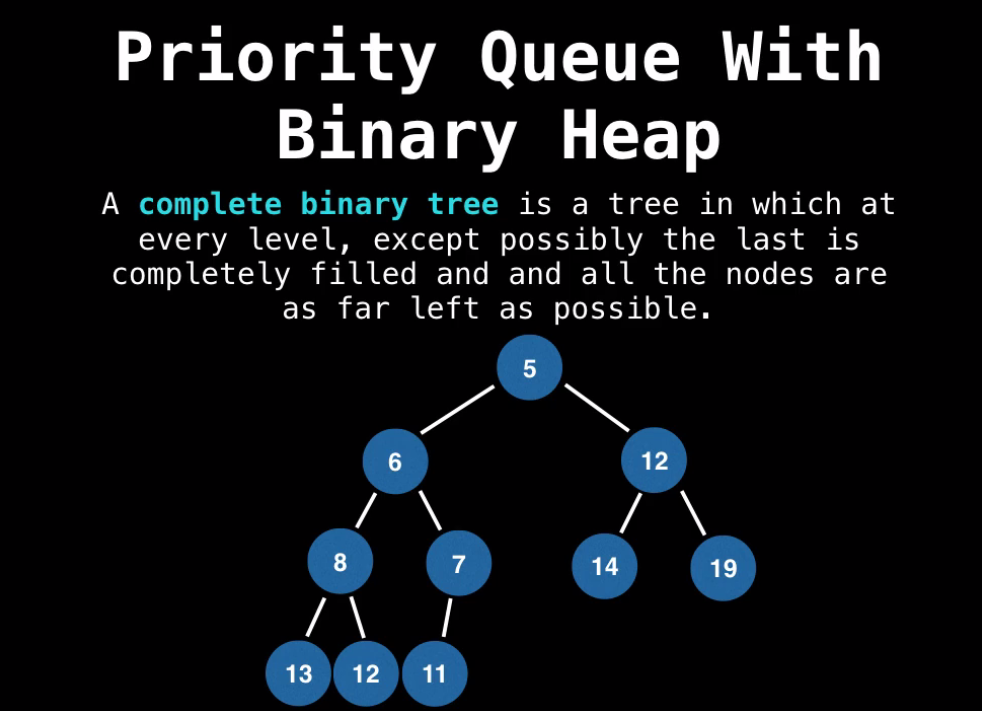 Priority Queue With
Binary Heap
A complete binary tree is a tree in which at
every level, except possibly the last is
completely filled and and all the nodes are
as far left as possible.
5
6 12
8 7 14 19
13 12 11